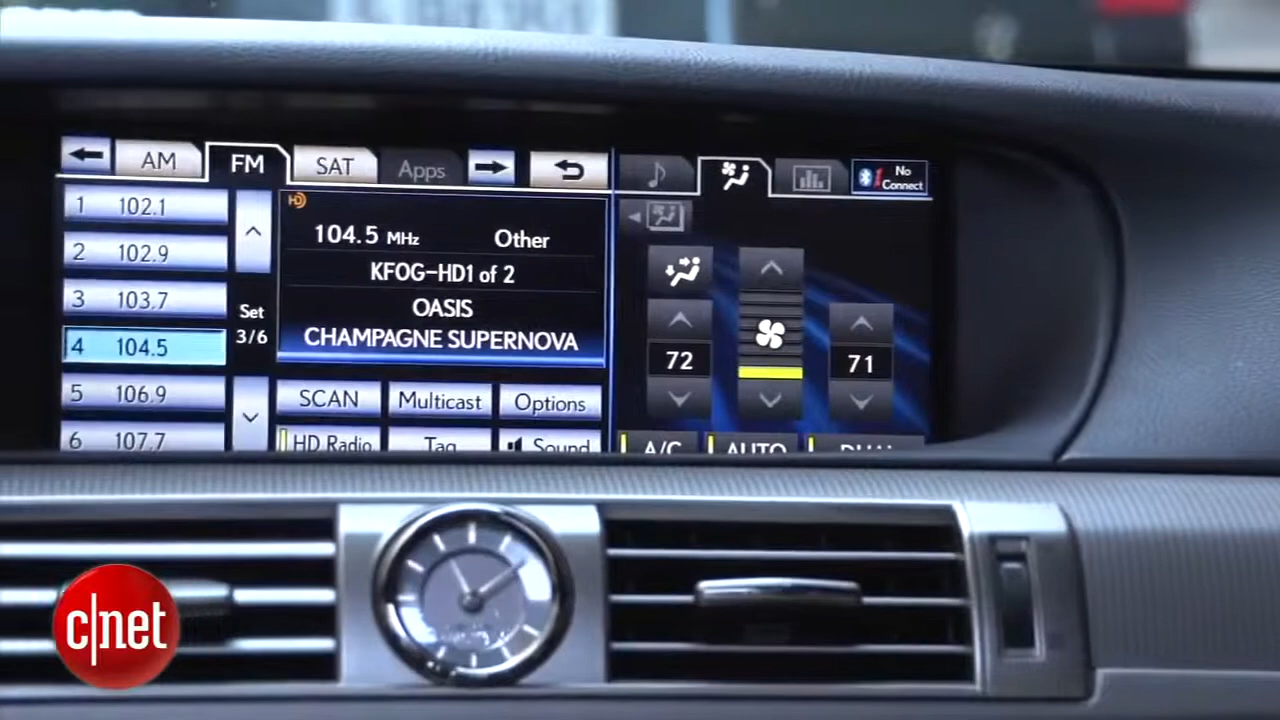 AM
FM
SAT
Apps
No
Connect
1 102.1
2 102.9
3 103.7
4 104.5
5 106.9
6 107.7
Set
3/6
HD
104.5 MHz Other
KFOG-HD1 of 2
OASIS
CHAMPAGNE SUPERNOVA
SCAN
Multicast
Options
HD Radio
Tag
Sound
72
71
A/C
AUTO
DUAL
c|net